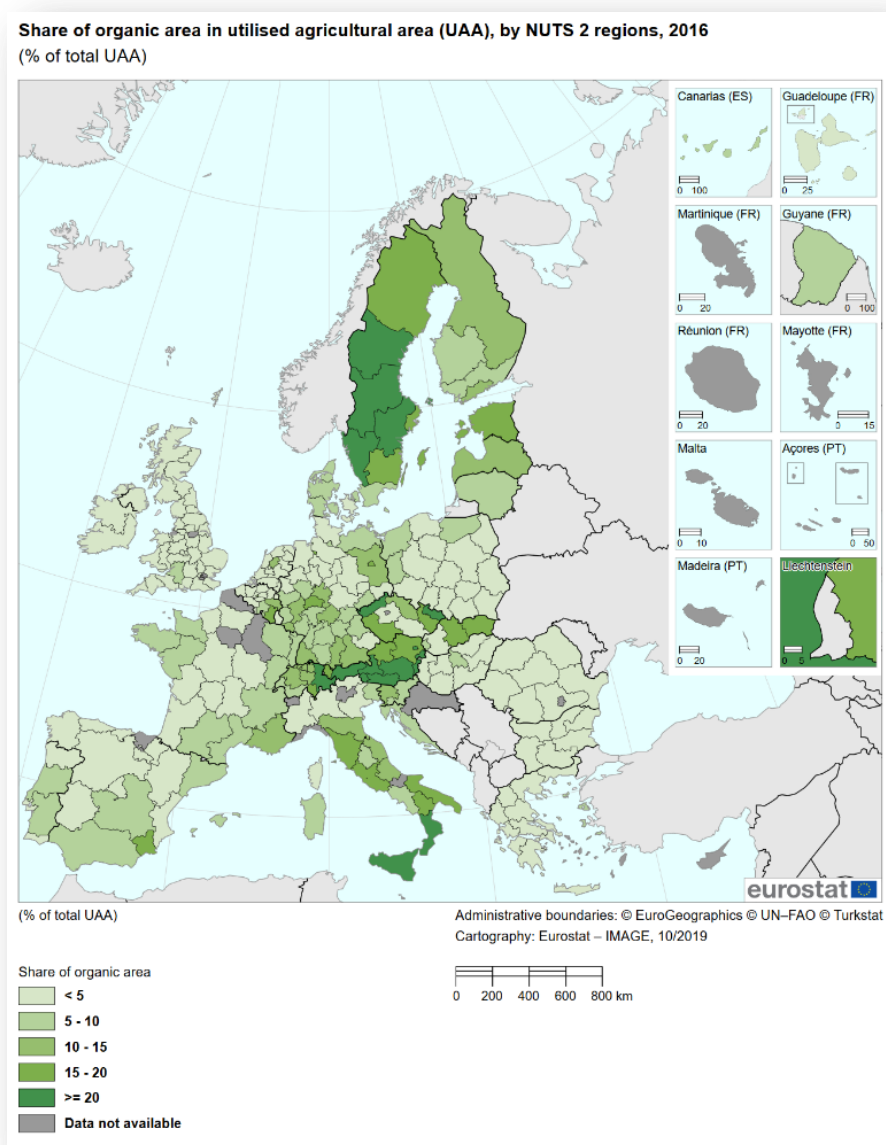 Share of organic area in utilised agricultural area (UAA), by NUTS 2 regions, 2016
(% of total UAA)
Canarias (ES)
0 100
Guadeloupe (FR)
0 25
Martinique (FR)
0 20
Guyane (FR)
0 100
Réunion (FR)
0 20
Mayotte (FR)
0 15
Malta
0 10
Açores (PT)
0 50
Madeira (PT)
0 20
Liechtenstein
0 5
eurostat
(% of total UAA)
Administrative boundaries: © EuroGeographics © UN–FAO © Turkstat
Cartography: Eurostat – IMAGE, 10/2019
Share of organic area
< 5
5 - 10
10 - 15
15 - 20
>= 20
Data not available
0 200 400 600 800 km